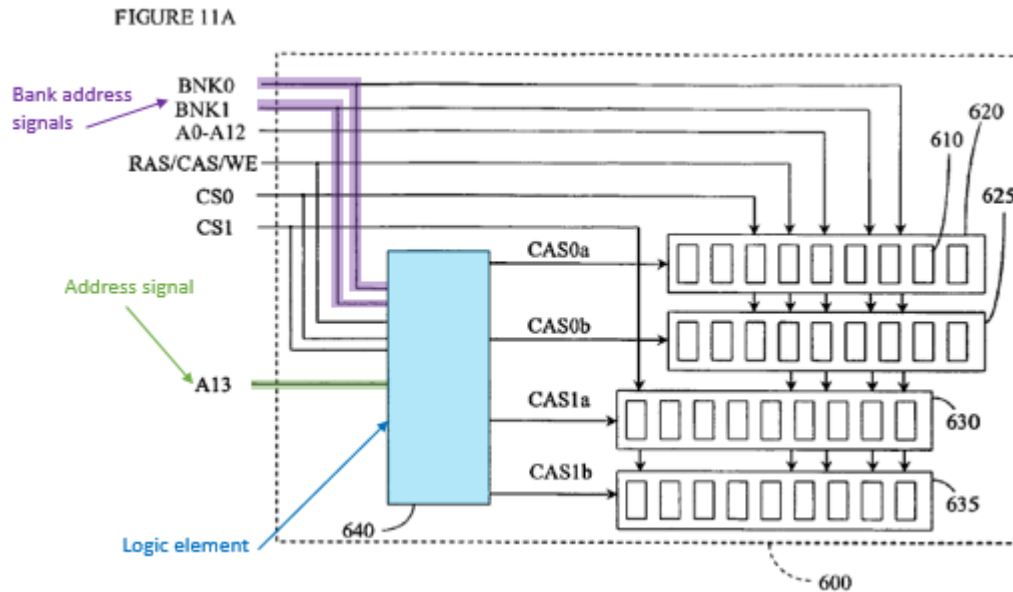 FIGURE 11A
Bank address
signals
BNK0
BNK1
A0-A12
RAS/CAS/WE
CS0
CS1
Address signal
A13
Logic element
640
CAS0a
CAS0b
CAS1a
CAS1b
610
620
625
630
635
600